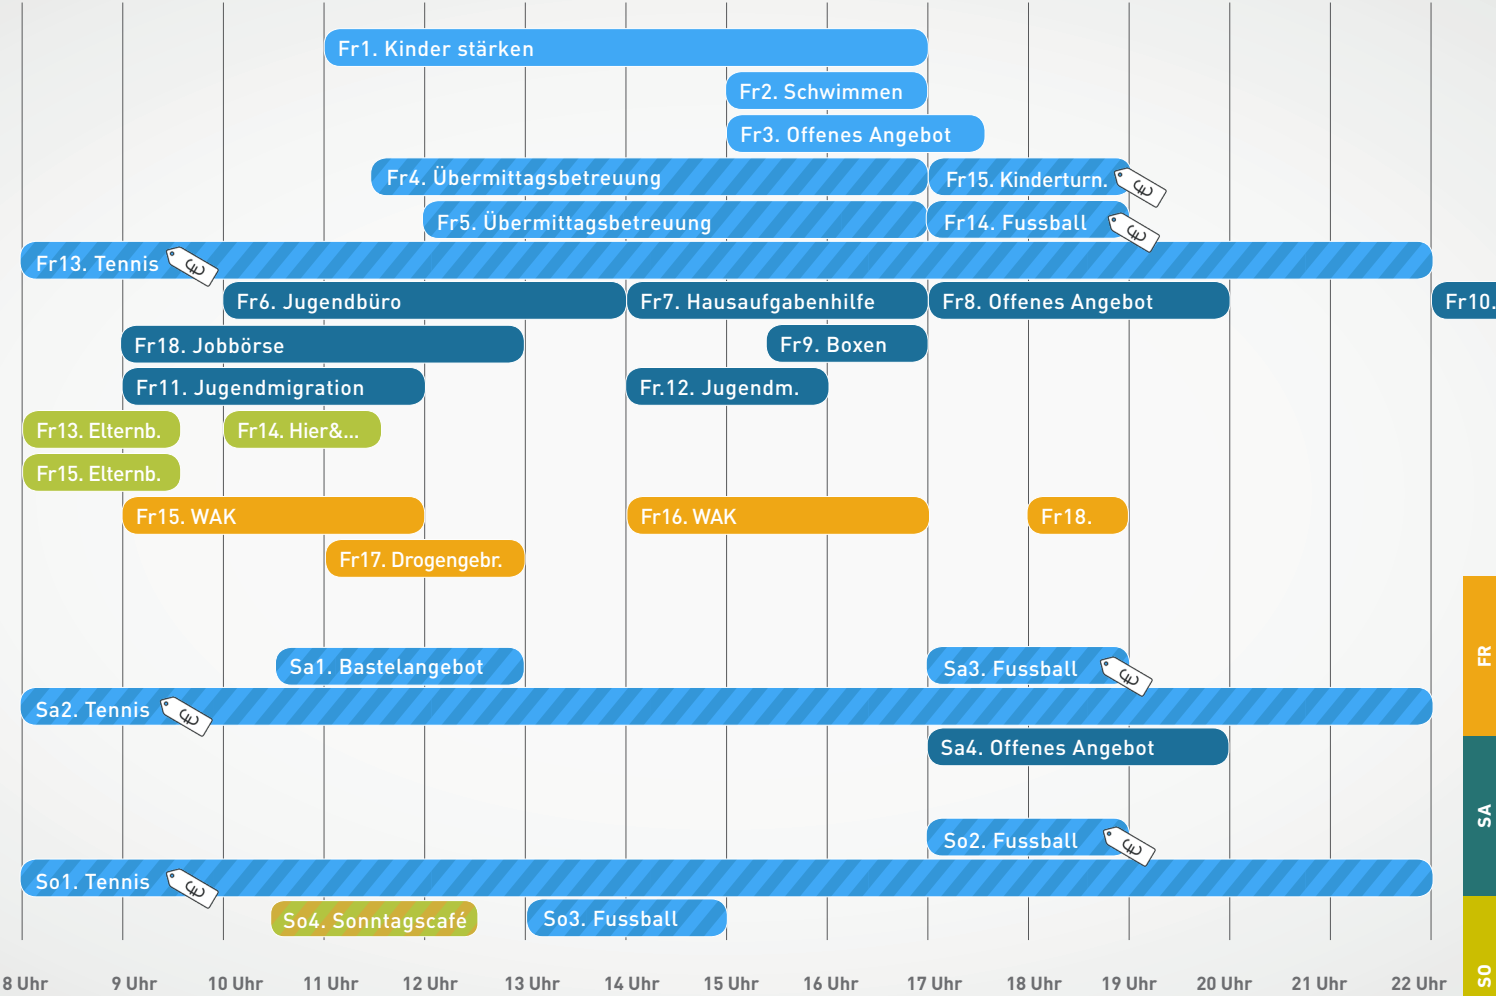 Fr1. Kinder stärken
Fr2. Schwimmen
Fr3. Offenes Angebot
Fr4. Übermittagsbetreuung
Fr15. Kinderturn.
€
Fr5. Übermittagsbetreuung
Fr14. Fussball
€
Fr13. Tennis
€
Fr6. Jugendbüro
Fr7. Hausaufgabenhilfe
Fr8. Offenes Angebot
Fr10.
Fr18. Jobbörse
Fr9. Boxen
Fr11. Jugendmigration
Fr.12. Jugendm.
Fr13. Elternb.
Fr14. Hier&...
Fr15. Elternb.
Fr15. WAK
Fr16. WAK
Fr18.
Fr17. Drogengebr.
FR
Sa1. Bastelangebot
Sa3. Fussball
€
Sa2. Tennis
€
Sa4. Offenes Angebot
SA
So2. Fussball
€
So1. Tennis
€
So4. Sonntagscafé
So3. Fussball
SO
8 Uhr 9 Uhr 10 Uhr 11 Uhr 12 Uhr 13 Uhr 14 Uhr 15 Uhr 16 Uhr 17 Uhr 18 Uhr 19 Uhr 20 Uhr 21 Uhr 22 Uhr